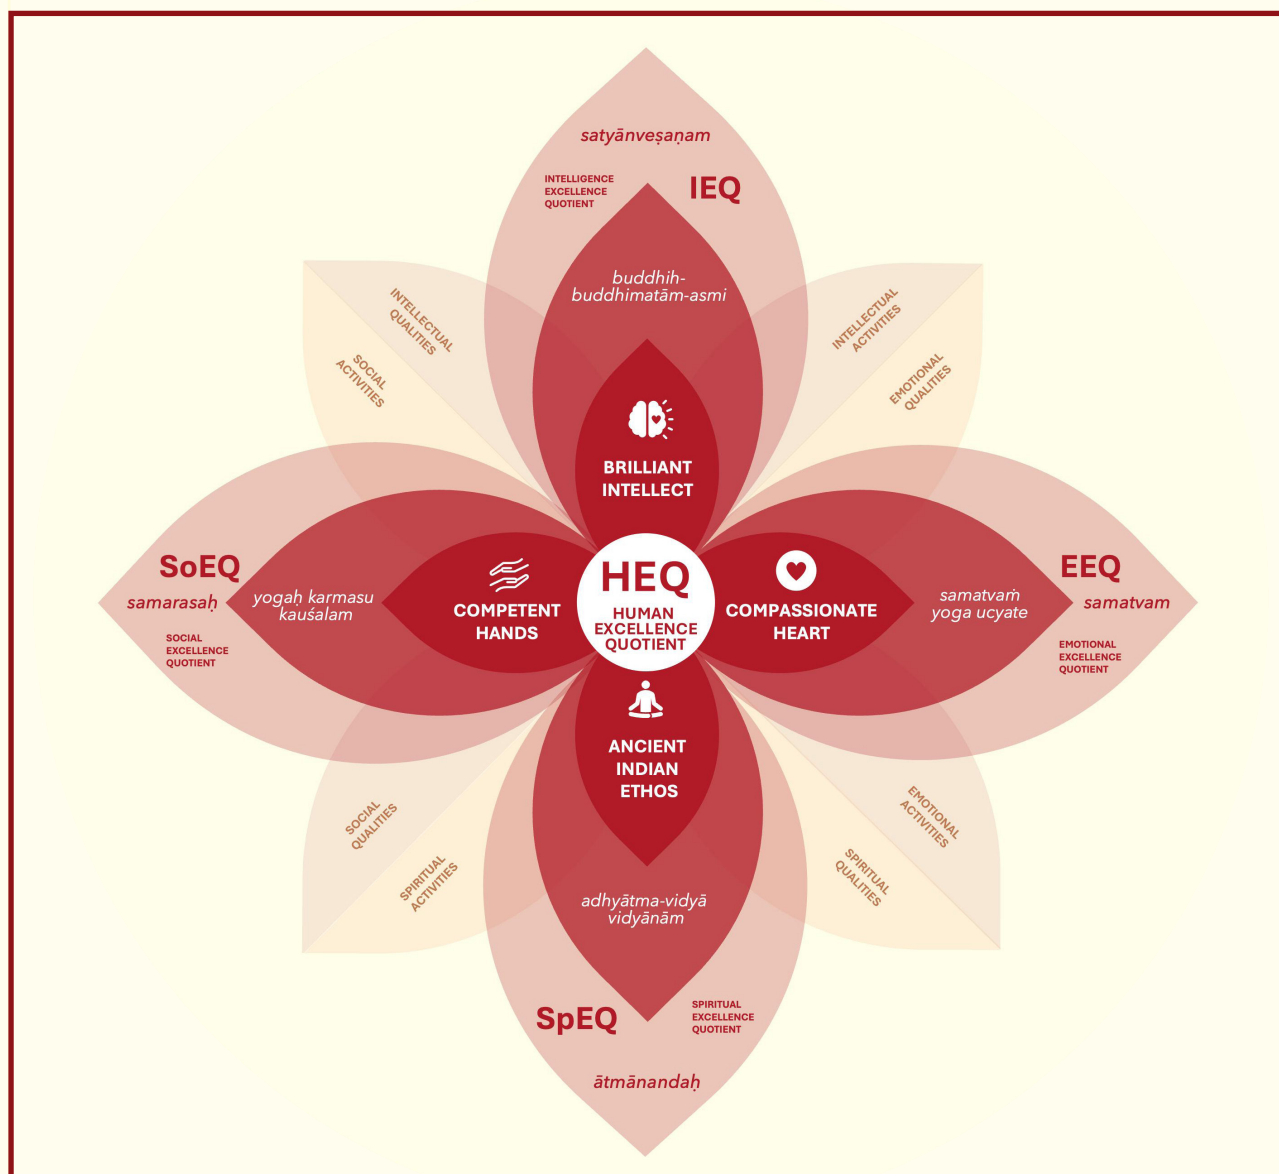 satyānveṣaṇam
INTELLIGENCE
EXCELLENCE
QUOTIENT
IEQ
buddhih-
buddhimatām-asmi
INTELLECTUAL
QUALITIES
SOCIAL
ACTIVITIES
INTELLECTUAL
ACTIVITIES
EMOTIONAL
QUALITIES
BRILLIANT
INTELLECT
SoEQ
samarasaḥ
SOCIAL
EXCELLENCE
QUOTIENT
yogaḥ karmasu
kauśalam
COMPETENT
HANDS
HEQ
HUMAN
EXCELLENCE
QUOTIENT
COMPASSIONATE
HEART
samatvaṁ
yoga ucyate
EEQ
samatvam
EMOTIONAL
EXCELLENCE
QUOTIENT
ANCIENT
INDIAN
ETHOS
SOCIAL
QUALITIES
SPIRITUAL
ACTIVITIES
EMOTIONAL
ACTIVITIES
SPIRITUAL
QUALITIES
adhyātma-vidyā
vidyānām
SpEQ
SPIRITUAL
EXCELLENCE
QUOTIENT
ātmānandaḥ